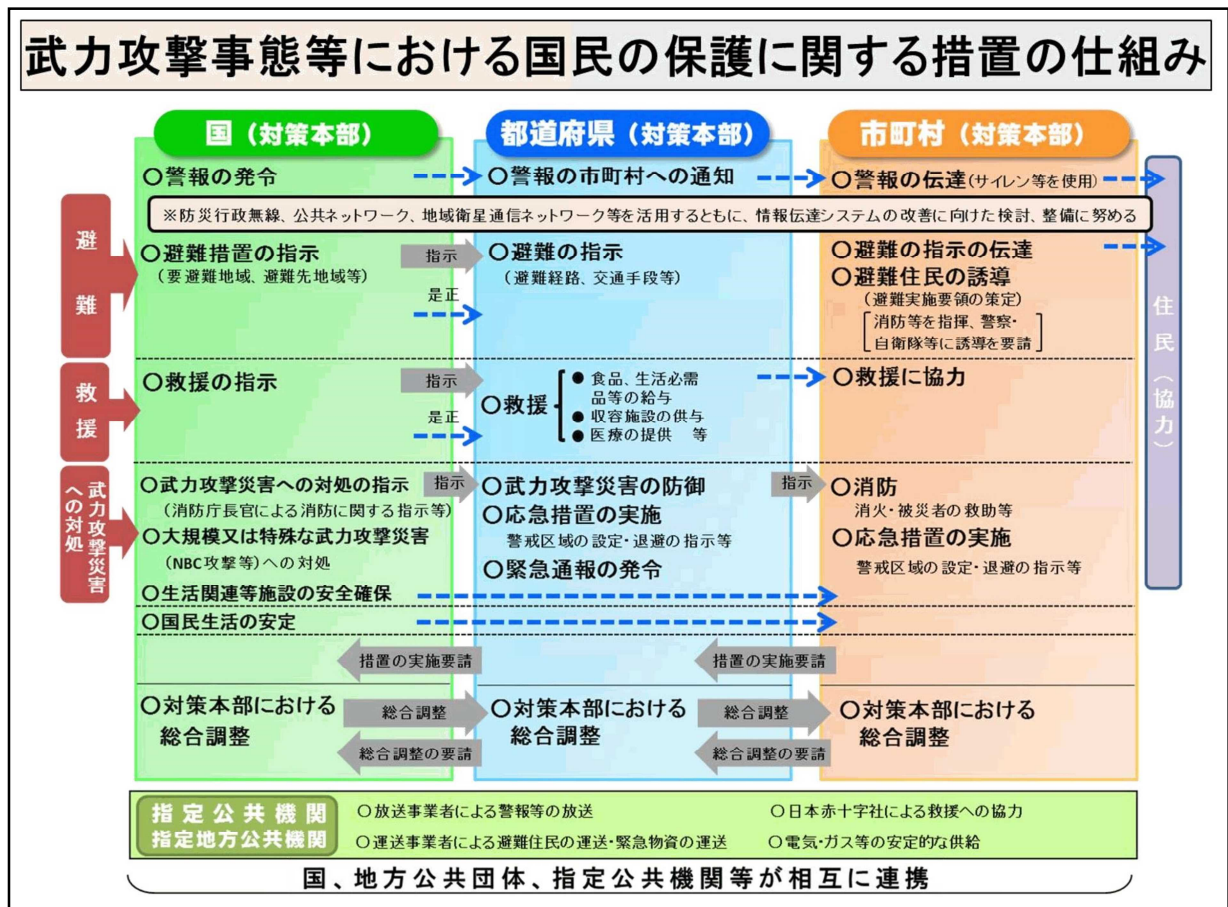 武力攻撃事態等における国民の保護に関する措置の仕組み
国（対策本部）
都道府県（対策本部）
市町村（対策本部）
〇警報の発令
〇警報の市町村への通知
〇警報の伝達(サイレン等を使用)
※防災行政無線、公共ネットワーク、地域衛星通信ネットワーク等を活用するともに、情報伝達システムの改善に向けた検討、整備に努める
避難
〇避難措置の指示
（要避難地域、避難先地域等）
指示
是正
〇避難の指示
（避難経路、交通手段等）
〇避難の指示の伝達
〇避難住民の誘導
（避難実施要領の策定）
消防等を指揮、警察・
自衛隊等に誘導を要請
住民（協力）
救援
〇救援の指示
指示
是正
〇救援
● 食品、生活必需
品等の給与
● 収容施設の供与
● 医療の提供　等
〇救援に協力
武力攻撃災害
への対処
〇武力攻撃災害への対処の指示
（消防庁長官による消防に関する指示等）
〇大規模又は特殊な武力攻撃災害
（NBC攻撃等）への対処
〇生活関連等施設の安全確保
〇国民生活の安定
指示
〇武力攻撃災害の防御
〇応急措置の実施
警戒区域の設定・退避の指示等
〇緊急通報の発令
指示
〇消防
消火・被災者の救助等
〇応急措置の実施
警戒区域の設定・退避の指示等
措置の実施要請
措置の実施要請
〇対策本部における
総合調整
総合調整
総合調整の要請
〇対策本部における
総合調整
総合調整
総合調整の要請
〇対策本部における
総合調整
指定公共機関
指定地方公共機関
〇放送事業者による警報等の放送
〇日本赤十字社による救援への協力
〇運送事業者による避難住民の運送・緊急物資の運送
〇電気・ガス等の安定的な供給
国、地方公共団体、指定公共機関等が相互に連携